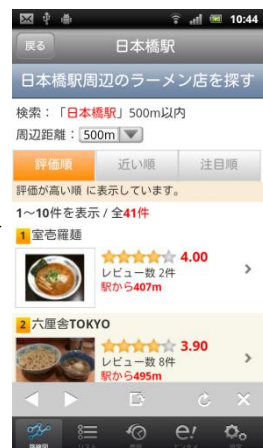 10:44
戻る
日本橋駅
日本橋駅周辺のラーメン店を探す
検索：「日本橋駅」500m以内
周辺距離：500m
評価順 近い順 注目順
評価が高い順 に表示しています。
1～10件を表示 / 全41件
1 室壱羅麺
4.00
レビュー数 2件
駅から407m
2 六厘舎TOKYO
3.90
レビュー数 8件
駅から495m
路線図 リスト